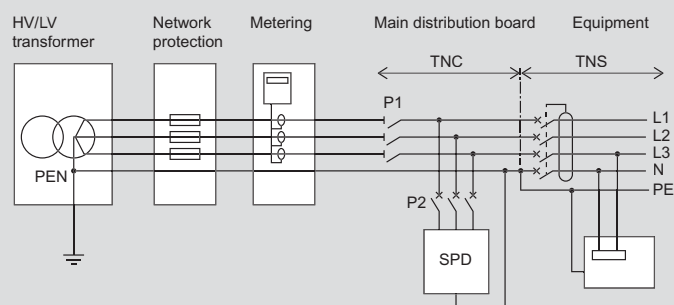 HV/LV
transformer
Network
protection
Metering
Main distribution board
Equipment
TNC
TNS
P1
L1
L2
L3
N
PE
PEN
P2
SPD